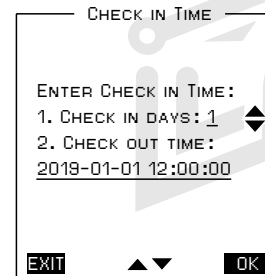 Check in Time
Enter Check in Time:
1. Check in days: 1
2. Check out time:
2019-01-01 12:00:00
EXIT OK